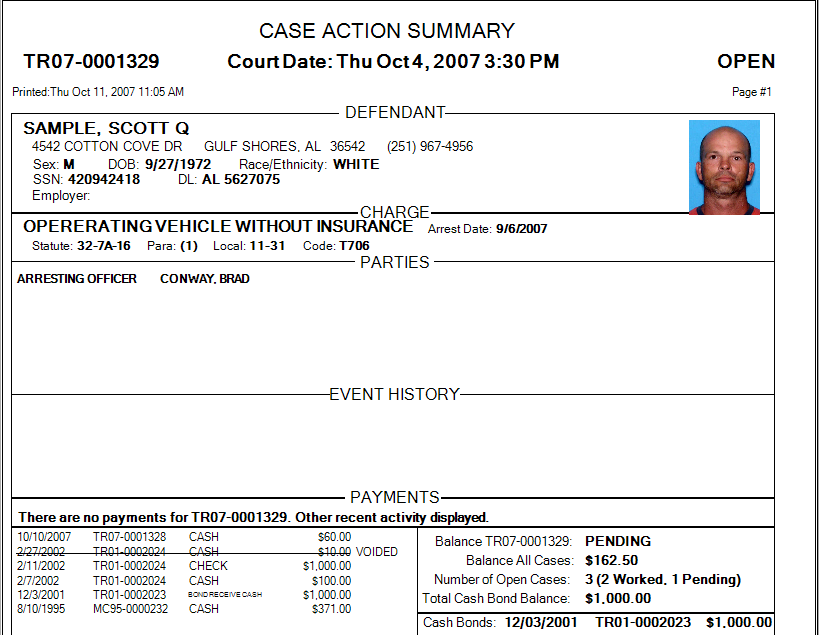 CASE ACTION SUMMARY
TR07-0001329 Court Date: Thu Oct 4, 2007 3:30 PM OPEN
Printed:Thu Oct 11, 2007 11:05 AM Page #1
DEFENDANT
SAMPLE, SCOTT Q
4542 COTTON COVE DR GULF SHORES, AL 36542 (251) 967-4956
Sex: M DOB: 9/27/1972 Race/Ethnicity: WHITE
SSN: 420942418 DL: AL 5627075
Employer:
CHARGE
OPERERATING VEHICLE WITHOUT INSURANCE Arrest Date: 9/6/2007
Statute: 32-7A-16 Para: (1) Local: 11-31 Code: T706
PARTIES
ARRESTING OFFICER CONWAY, BRAD
EVENT HISTORY
PAYMENTS
There are no payments for TR07-0001329. Other recent activity displayed.
10/10/2007 TR07-0001328 CASH $60.00
2/27/2002 TR01-0002024 CASH $10.00 VOIDED
2/11/2002 TR01-0002024 CHECK $1,000.00
2/7/2002 TR01-0002024 CASH $100.00
12/3/2001 TR01-0002023 BOND RECEIVE CASH $1,000.00
8/10/1995 MC95-0000232 CASH $371.00
Balance TR07-0001329: PENDING
Balance All Cases: $162.50
Number of Open Cases: 3 (2 Worked, 1 Pending)
Total Cash Bond Balance: $1,000.00
Cash Bonds: 12/03/2001 TR01-0002023 $1,000.00